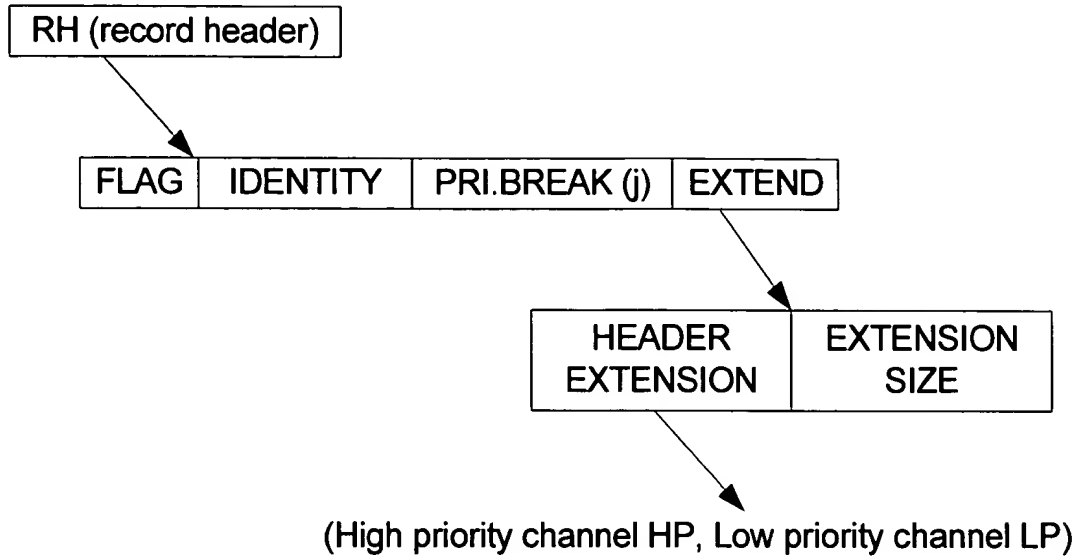 RH (record header)
FLAG IDENTITY PRI.BREAK (j) EXTEND
HEADER EXTENSION
EXTENSION SIZE
(High priority channel HP, Low priority channel LP)